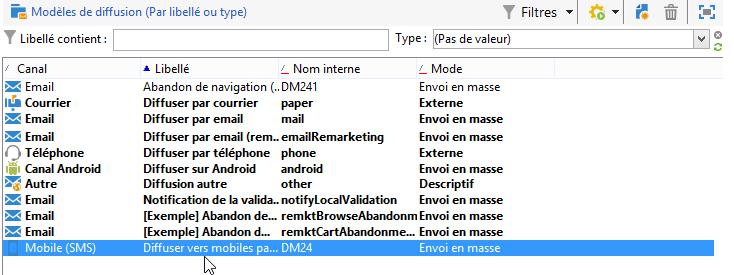 Modèles de diffusion (Par libellé ou type) Filtres
Libellé contient : Type : (Pas de valeur)
Canal Libellé Nom interne Mode
Email Abandon de navigation (... DM241 Envoi en masse
Courrier Diffuser par courrier paper Externe
Email Diffuser par email mail Envoi en masse
Email Diffuser par email (rem... emailRemarketing Envoi en masse
Téléphone Diffuser par téléphone phone Externe
Canal Android Diffuser sur Android android Envoi en masse
Autre Diffusion autre other Descriptif
Email Notification de la valida... notifyLocalValidation Envoi en masse
Email [Exemple] Abandon de... remktBrowseAbandonm Envoi en masse
Email [Exemple] Abandon d... remktCartAbandonme... Envoi en masse
Mobile (SMS) Diffuser vers mobiles pa... DM24 Envoi en masse